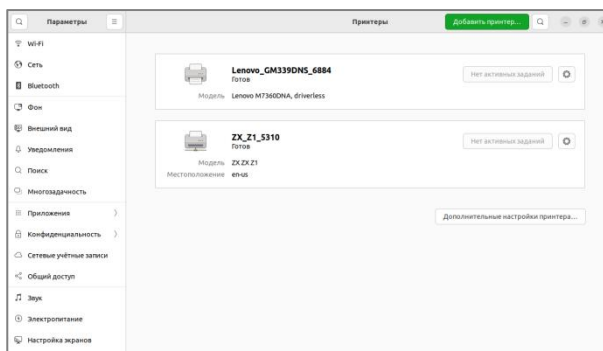 Параметры
Принтеры
Добавить принтер...
Wi-Fi
Сеть
Bluetooth
Фон
Внешний вид
Уведомления
Поиск
Многозадачность
Приложения
Конфиденциальность
Сетевые учётные записи
Общий доступ
Звук
Электропитание
Настройка экранов
Lenovo_GM339DNS_6884
Готов
Нет активных заданий
Модель Lenovo M7360DNA, driverless
ZX_Z1_5310
Готов
Нет активных заданий
Модель ZX ZX Z1
Местоположение en-us
Дополнительные настройки принтера...